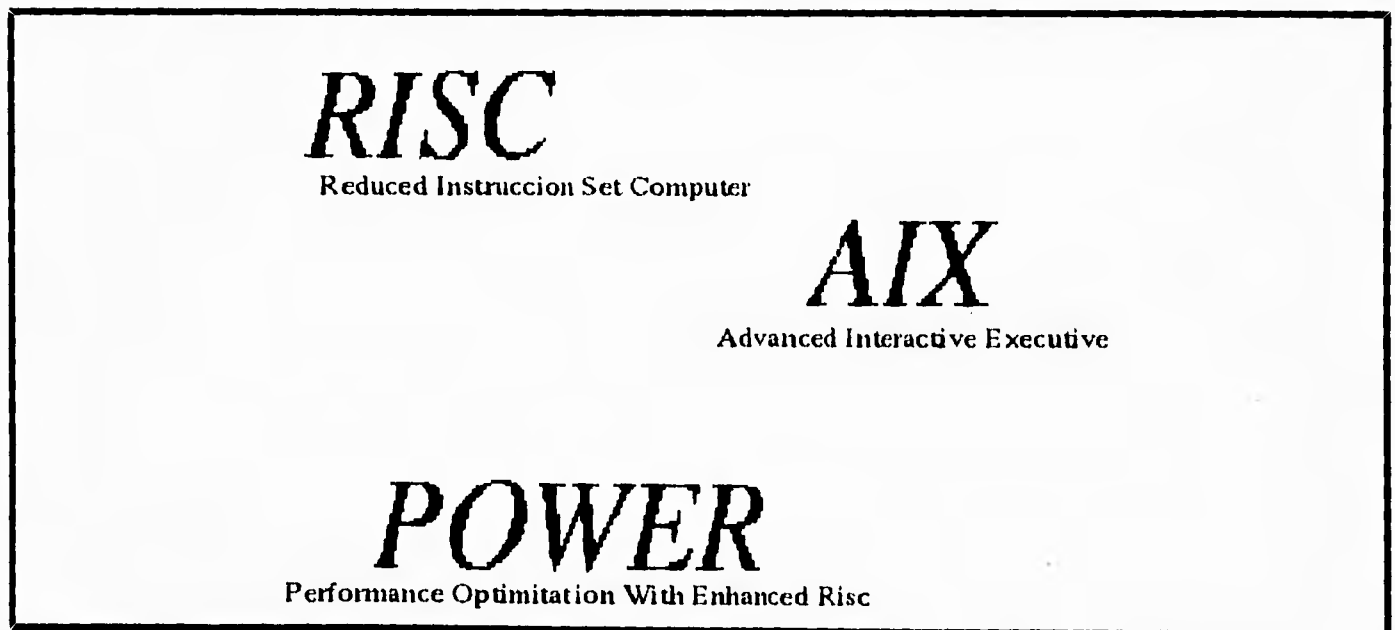 RISC
Reduced Instruccion Set Computer
AIX
Advanced Interactive Executive
POWER
Performance Optimitation With Enhanced Risc